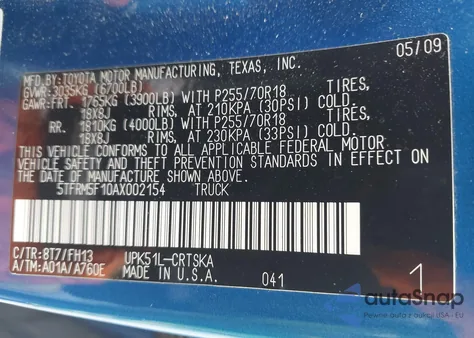 05/09
MFD.BY:TOYOTA MOTOR MANUFACTURING, TEXAS, INC.
GVWR: 3035KG (6700LB)
GAWR:FRT. 1765KG (3900LB) WITH P255/70R18 TIRES,
18X8J RIMS, AT 210KPA (30PSI) COLD.
RR. 1810KG (4000LB) WITH P255/70R18 TIRES,
18X8J RIMS, AT 230KPA (33PSI) COLD.
THIS VEHICLE CONFORMS TO ALL APPLICABLE FEDERAL MOTOR
VEHICLE SAFETY AND THEFT PREVENTION STANDARDS IN EFFECT ON
THE DATE OF MANUFACTURE SHOWN ABOVE.
5TFRM5F10AX002154 TRUCK
C/TR: 8T7/FH13 UPK51L-CRTSKA
A/TM: A01A/A760E MADE IN U.S.A. 041 1
autoSnap